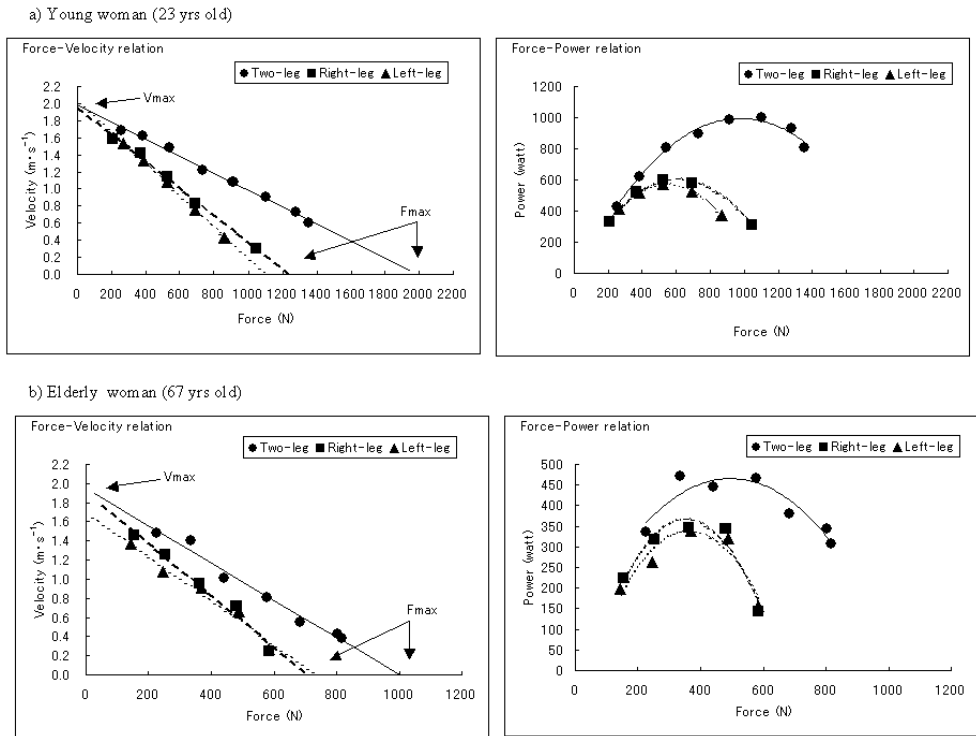 a) Young woman (23 yrs old)
Force-Velocity relation
Two-leg Right-leg Left-leg
Vmax
Fmax
Velocity (m·s⁻¹)
2.2
2.0
1.8
1.6
1.4
1.2
1.0
0.8
0.6
0.4
0.2
0.0
0 200 400 600 800 1000 1200 1400 1600 1800 2000 2200
Force (N)
Force-Power relation
Two-leg Right-leg Left-leg
Power (watt)
1200
1000
800
600
400
200
0
0 200 400 600 800 1000 1200 1400 1600 1800 2000 2200
Force (N)
b) Elderly woman (67 yrs old)
Force-Velocity relation
Two-leg Right-leg Left-leg
Vmax
Fmax
Velocity (m·s⁻¹)
2.2
2.0
1.8
1.6
1.4
1.2
1.0
0.8
0.6
0.4
0.2
0.0
0 200 400 600 800 1000 1200
Force (N)
Force-Power relation
Two-leg Right-leg Left-leg
Power (watt)
500
450
400
350
300
250
200
150
100
50
0
0 200 400 600 800 1000 1200
Force (N)